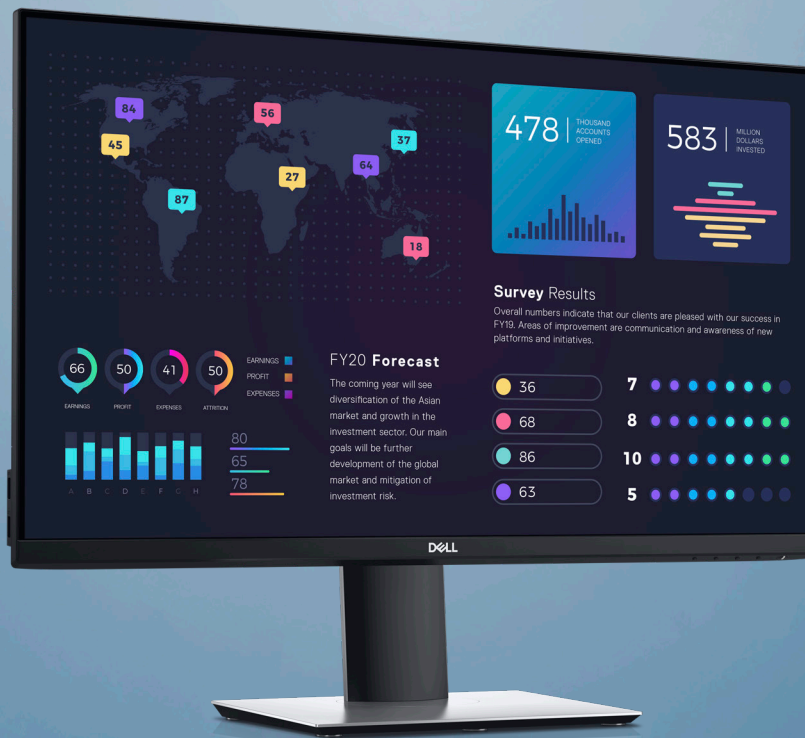 84
56
45
37
64
27
87
18
478
THOUSAND
ACCOUNTS
OPENED
583
MILLION
DOLLARS
INVESTED
Survey Results
Overall numbers indicate that our clients are pleased with our success in
FY19. Areas of improvement are communication and awareness of new
platforms and initiatives.
66
50
41
50
EARNINGS
PROFIT
EXPENSES
ATTRITION
EARNINGS
PROFIT
EXPENSES
A B C D E F G H
80
65
78
FY20 Forecast
The coming year will see
diversification of the Asian
market and growth in the
investment sector. Our main
goals will be further
development of the global
market and mitigation of
investment risk.
36
68
86
63
7
8
10
5
DELL